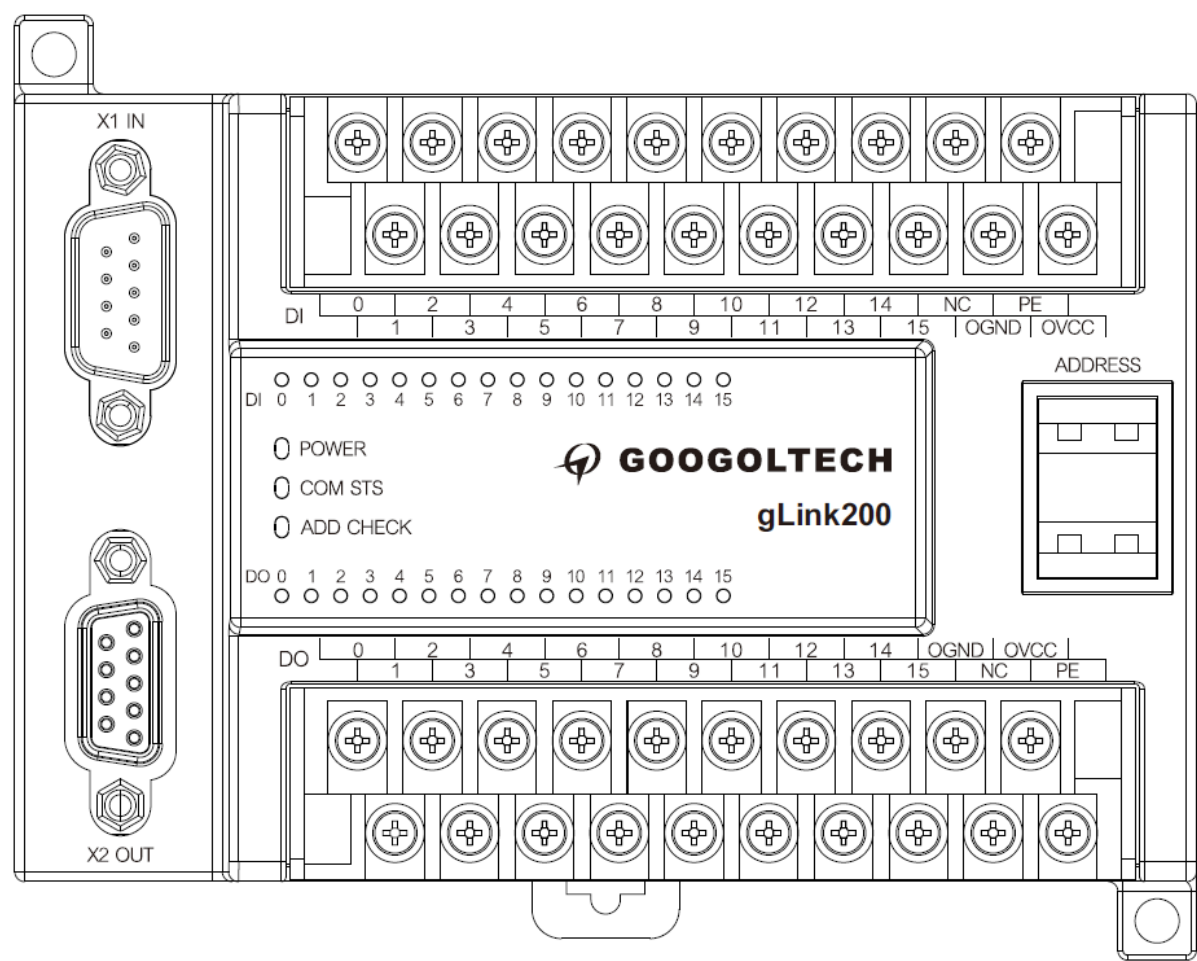 X1 IN
0 2 4 6 8 10 12 14 NC PE
DI
1 3 5 7 9 11 13 15 OGND OVCC
ADDRESS
DI 0 1 2 3 4 5 6 7 8 9 10 11 12 13 14 15
POWER
GOOGOLTECH
COM STS
gLink200
ADD CHECK
DO 0 1 2 3 4 5 6 7 8 9 10 11 12 13 14 15
0 2 4 6 8 10 12 14 OGND OVCC
DO
1 3 5 7 9 11 13 15 NC PE
X2 OUT